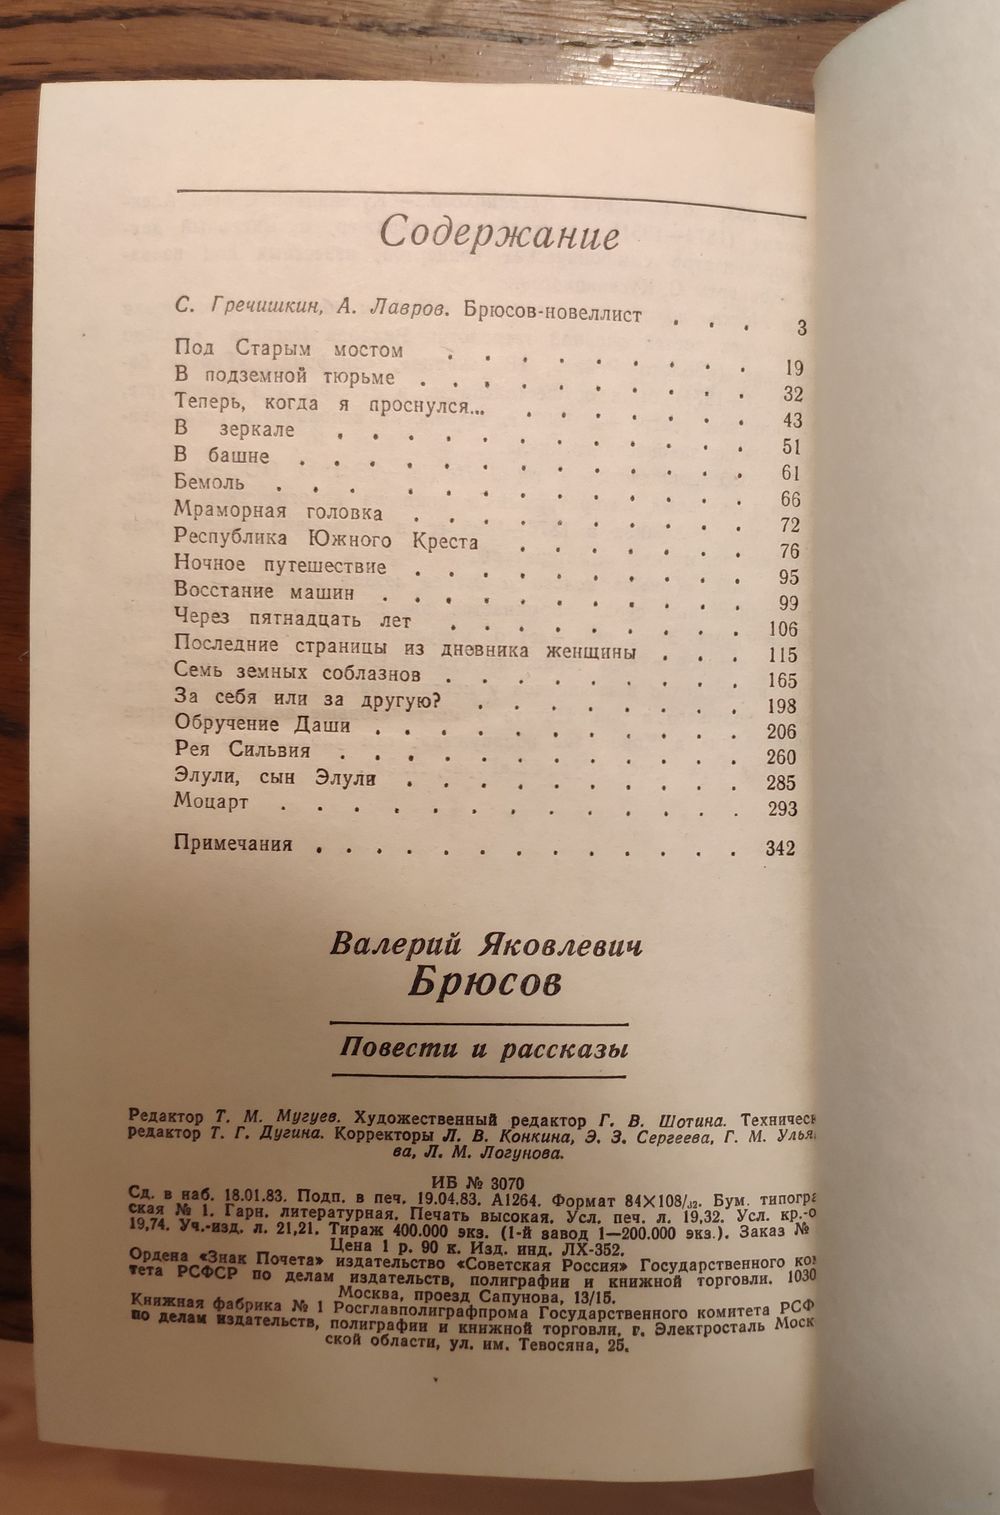 Содержание
С. Гречишкин, А. Лавров. Брюсов-новеллист . . . 3
Под Старым мостом . . . . . . . . . 19
В подземной тюрьме . . . . . . . . . . 32
Теперь, когда я проснулся... . . . . . . . 43
В зеркале . . . . . . . . . . . . 51
В башне . . . . . . . . . . . . . 61
Бемоль . . . . . . . . . . . . . 66
Мраморная головка . . . . . . . . . . 72
Республика Южного Креста . . . . . . . 76
Ночное путешествие . . . . . . . . . . 95
Восстание машин . . . . . . . . . . . 99
Через пятнадцать лет . . . . . . . . . 106
Последние страницы из дневника женщины . . . 115
Семь земных соблазнов . . . . . . . . . 165
За себя или за другую? . . . . . . . . 198
Обручение Даши . . . . . . . . . . . 206
Рея Сильвия . . . . . . . . . . . . 260
Элули, сын Элули . . . . . . . . . . 285
Моцарт . . . . . . . . . . . . . 293
Примечания . . . . . . . . . . . . . 342
Валерий Яковлевич
Брюсов
Повести и рассказы
Редактор Т. М. Мугуев. Художественный редактор Г. В. Шотина. Техническ
редактор Т. Г. Дугина. Корректоры Л. В. Конкина, Э. З. Сергеева, Г. М. Улья
ва, Л. М. Логунова.
ИБ № 3070
Сд. в наб. 18.01.83. Подп. в печ. 19.04.83. А1264. Формат 84×108/32. Бум. типогра
ская № 1. Гарн. литературная. Печать высокая. Усл. печ. л. 19,32. Усл. кр.-о
19,74. Уч.-изд. л. 21,21. Тираж 400.000 экз. (1-й завод 1—200.000 экз.). Заказ №
Цена 1 р. 90 к. Изд. инд. ЛХ-352.
Ордена «Знак Почета» издательство «Советская Россия» Государственного ком
тета РСФСР по делам издательств, полиграфии и книжной торговли. 1030
Москва, проезд Сапунова, 13/15.
Книжная фабрика № 1 Росглавполиграфпрома Государственного комитета РСФ
по делам издательств, полиграфии и книжной торговли, г. Электросталь Моск
ской области, ул. им. Тевосяна, 25.